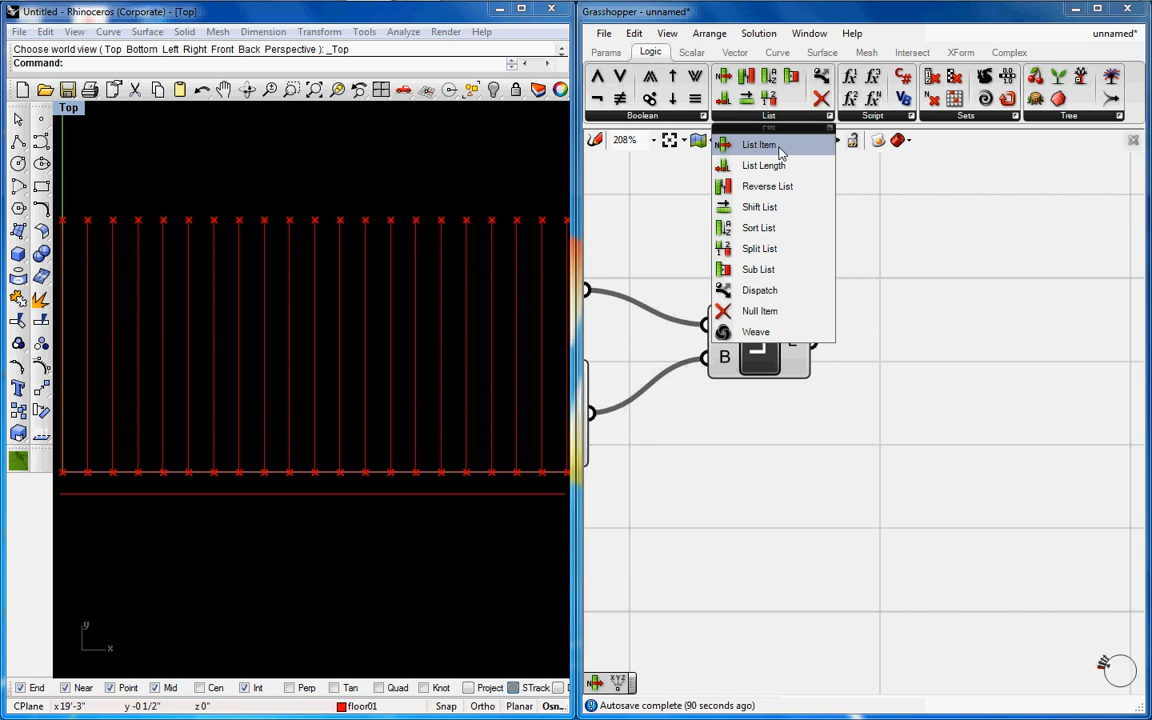 Untitled - Rhinoceros (Corporate) - [Top]
File Edit View Curve Surface Solid Mesh Dimension Transform Tools Analyze Render Help
Choose world view ( Top Bottom Left Right Front Back Perspective ): _Top
Command:
Top
y
x
End Near Point Mid Cen Int Perp Tan Quad Knot Project STrack
CPlane x 19'-3" y -0 1/2" z 0" floor01 Snap Ortho Planar Osn...
Grasshopper - unnamed*
File Edit View Arrange Solution Window Help unnamed*
Params Logic Scalar Vector Curve Surface Mesh Intersect XForm Complex
Boolean List Script Sets Tree
208%
List Item
List Length
Reverse List
Shift List
Sort List
Split List
Sub List
Dispatch
Null Item
Weave
B
Autosave complete (90 seconds ago)